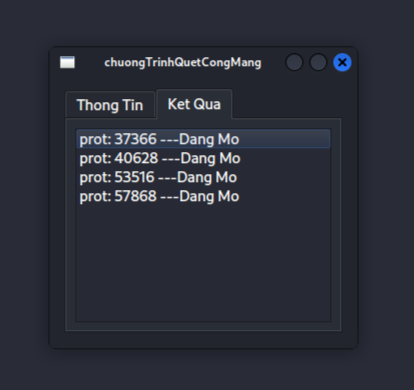 chuongTrinhQuetCongMang
Thong Tin
Ket Qua
prot: 37366 ---Dang Mo
prot: 40628 ---Dang Mo
prot: 53516 ---Dang Mo
prot: 57868 ---Dang Mo